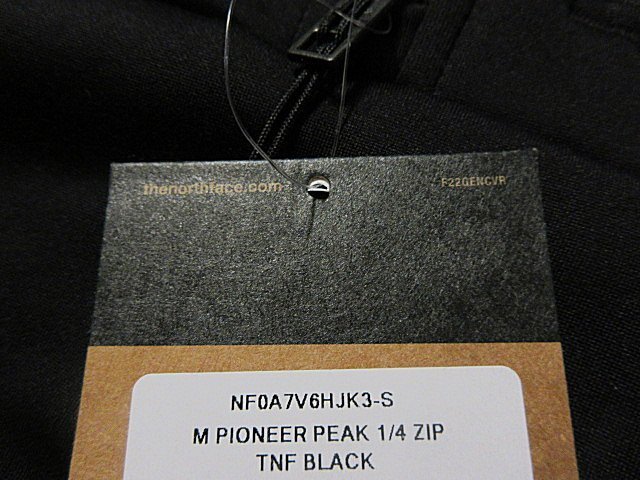 thenorthface.com F22GENCVR
NF0A7V6HJK3-S
M PIONEER PEAK 1/4 ZIP
TNF BLACK